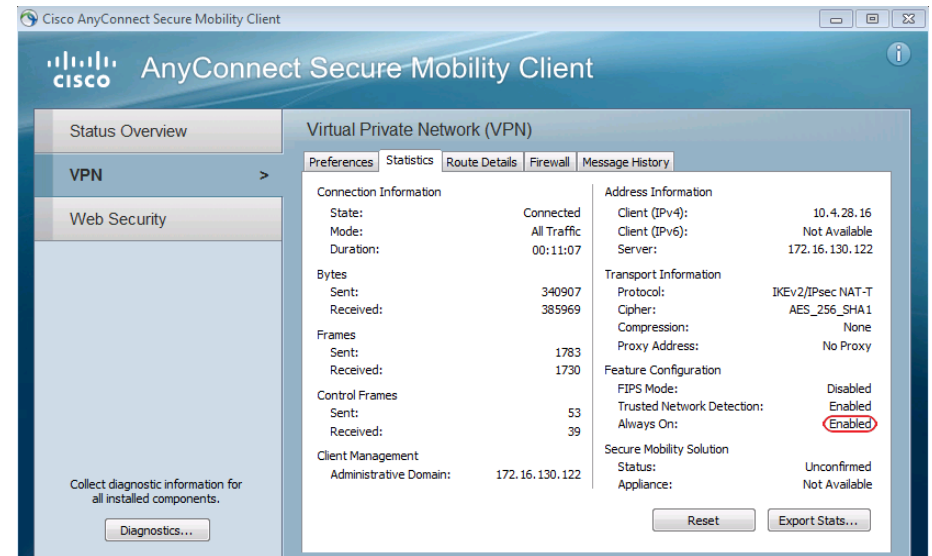 Cisco AnyConnect Secure Mobility Client
cisco AnyConnect Secure Mobility Client
Status Overview
VPN >
Web Security
Collect diagnostic information for
all installed components.
Diagnostics...
Virtual Private Network (VPN)
Preferences Statistics Route Details Firewall Message History
Connection Information
State: Connected
Mode: All Traffic
Duration: 00:11:07
Bytes
Sent: 340907
Received: 385969
Frames
Sent: 1783
Received: 1730
Control Frames
Sent: 53
Received: 39
Client Management
Administrative Domain: 172.16.130.122
Address Information
Client (IPv4): 10.4.28.16
Client (IPv6): Not Available
Server: 172.16.130.122
Transport Information
Protocol: IKEv2/IPsec NAT-T
Cipher: AES_256_SHA1
Compression: None
Proxy Address: No Proxy
Feature Configuration
FIPS Mode: Disabled
Trusted Network Detection: Enabled
Always On: Enabled
Secure Mobility Solution
Status: Unconfirmed
Appliance: Not Available
Reset Export Stats...